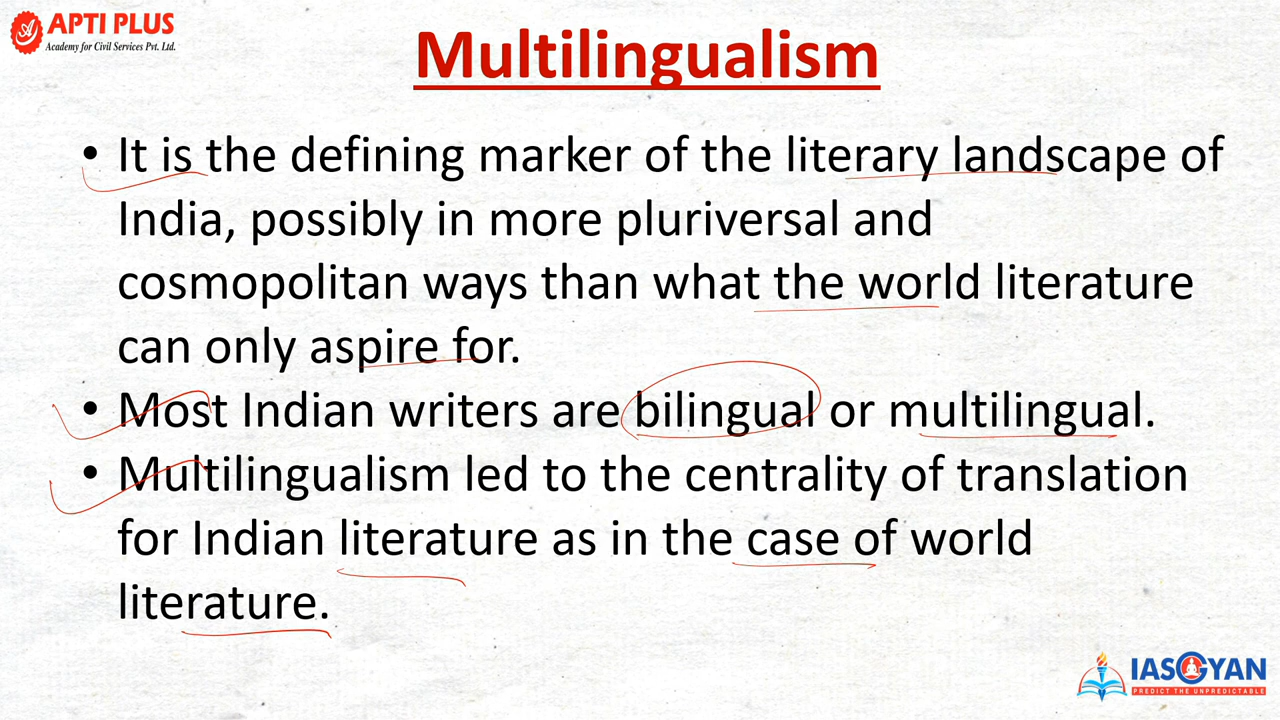 APTI PLUS
Academy for Civil Services Pvt. Ltd.
Multilingualism
• It is the defining marker of the literary landscape of
India, possibly in more pluriversal and
cosmopolitan ways than what the world literature
can only aspire for.
• Most Indian writers are bilingual or multilingual.
• Multilingualism led to the centrality of translation
for Indian literature as in the case of world
literature.
IASGYAN
PREDICT THE UNPREDICTABLE